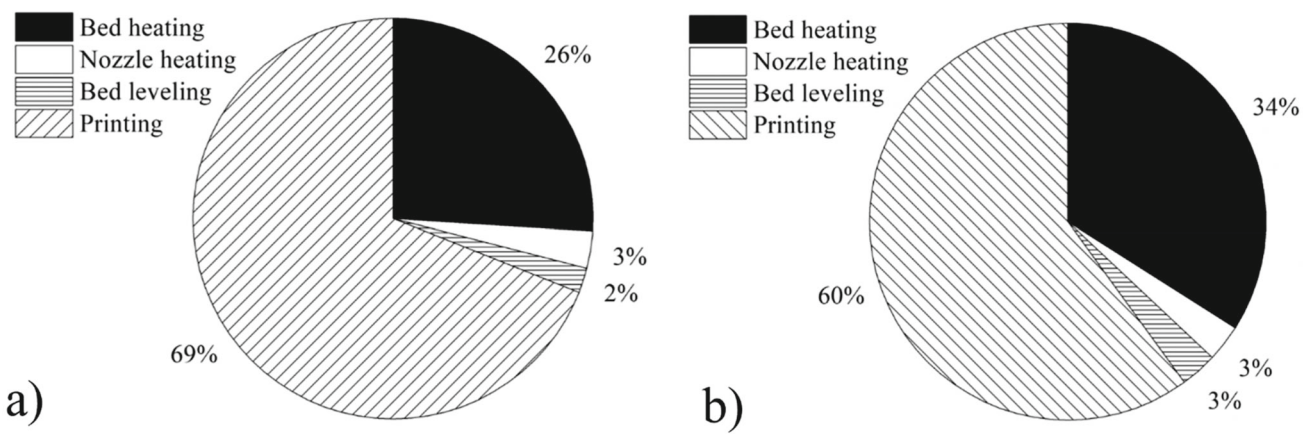 Bed heating
Nozzle heating
Bed leveling
Printing
26%
3%
2%
69%
a)
Bed heating
Nozzle heating
Bed leveling
Printing
34%
3%
3%
60%
b)